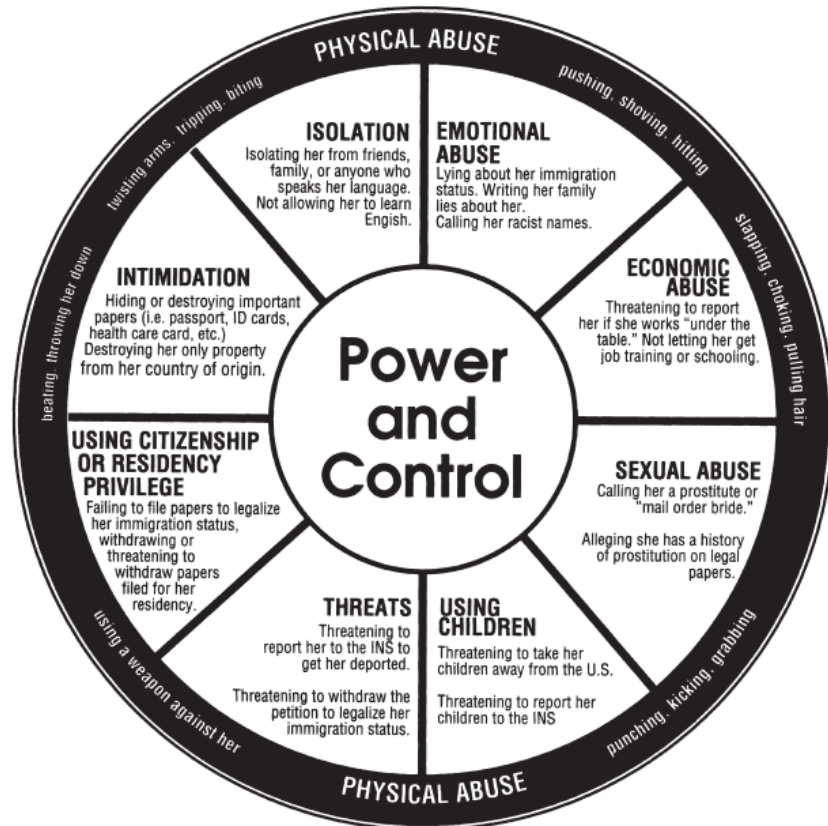 PHYSICAL ABUSE
twisting arms. tripping. biting
pushing. shoving. hitting
slapping. choking. pulling hair
punching. kicking. grabbing
PHYSICAL ABUSE
using a weapon against her
beating. throwing her down
Power
and
Control
ISOLATION
Isolating her from friends,
family, or anyone who
speaks her language.
Not allowing her to learn
Engish.
EMOTIONAL
ABUSE
Lying about her immigration
status. Writing her family
lies about her.
Calling her racist names.
ECONOMIC
ABUSE
Threatening to report
her if she works “under the
table.” Not letting her get
job training or schooling.
SEXUAL ABUSE
Calling her a prostitute or
“mail order bride.”
Alleging she has a history
of prostitution on legal
papers.
USING
CHILDREN
Threatening to take her
children away from the U.S.
Threatening to report her
children to the INS
THREATS
Threatening to
report her to the INS to
get her deported.
Threatening to withdraw the
petition to legalize her
immigration status.
USING CITIZENSHIP
OR RESIDENCY
PRIVILEGE
Failing to file papers to legalize
her immigration status,
withdrawing or
threatening to
withdraw papers
filed for her
residency.
INTIMIDATION
Hiding or destroying important
papers (i.e. passport, ID cards,
health care card, etc.)
Destroying her only property
from her country of origin.